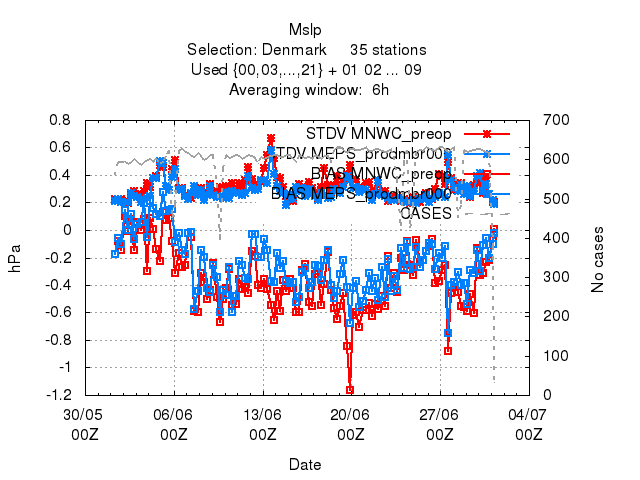 Mslp
Selection: Denmark 35 stations
Used {00,03,...,21} + 01 02 ... 09
Averaging window: 6h
STDV MNWC_preop
STDV MEPS_prodmbr000
BIAS MNWC_preop
BIAS MEPS_prodmbr000
CASES
0.8
0.6
0.4
0.2
0
-0.2
-0.4
-0.6
-0.8
-1
-1.2
hPa
700
600
500
400
300
200
100
0
No cases
30/05 06/06 13/06 20/06 27/06 04/07
00Z 00Z 00Z 00Z 00Z 00Z
Date